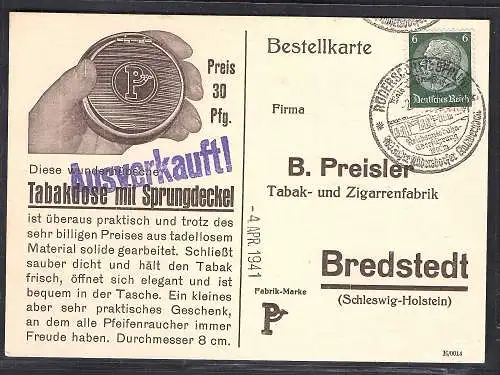 Preis
30
Pfg.
Diese wunderhübsche
Ausverkauft!
Tabakdose mit Sprungdeckel
ist überaus praktisch und trotz des
sehr billigen Preises aus tadellosem
Material solide gearbeitet. Schließt
sauber dicht und hält den Tabak
frisch, öffnet sich elegant und ist
bequem in der Tasche. Ein kleines
aber sehr praktisches Geschenk,
an dem alle Pfeifenraucher immer
Freude haben. Durchmesser 8 cm.
-4.APR.1941
Bestellkarte
6 6
Deutsches Reich
Firma
B. Preisler
Tabak- und Zigarrenfabrik
Bredstedt
(Schleswig-Holstein)
Fabrik-Marke
P